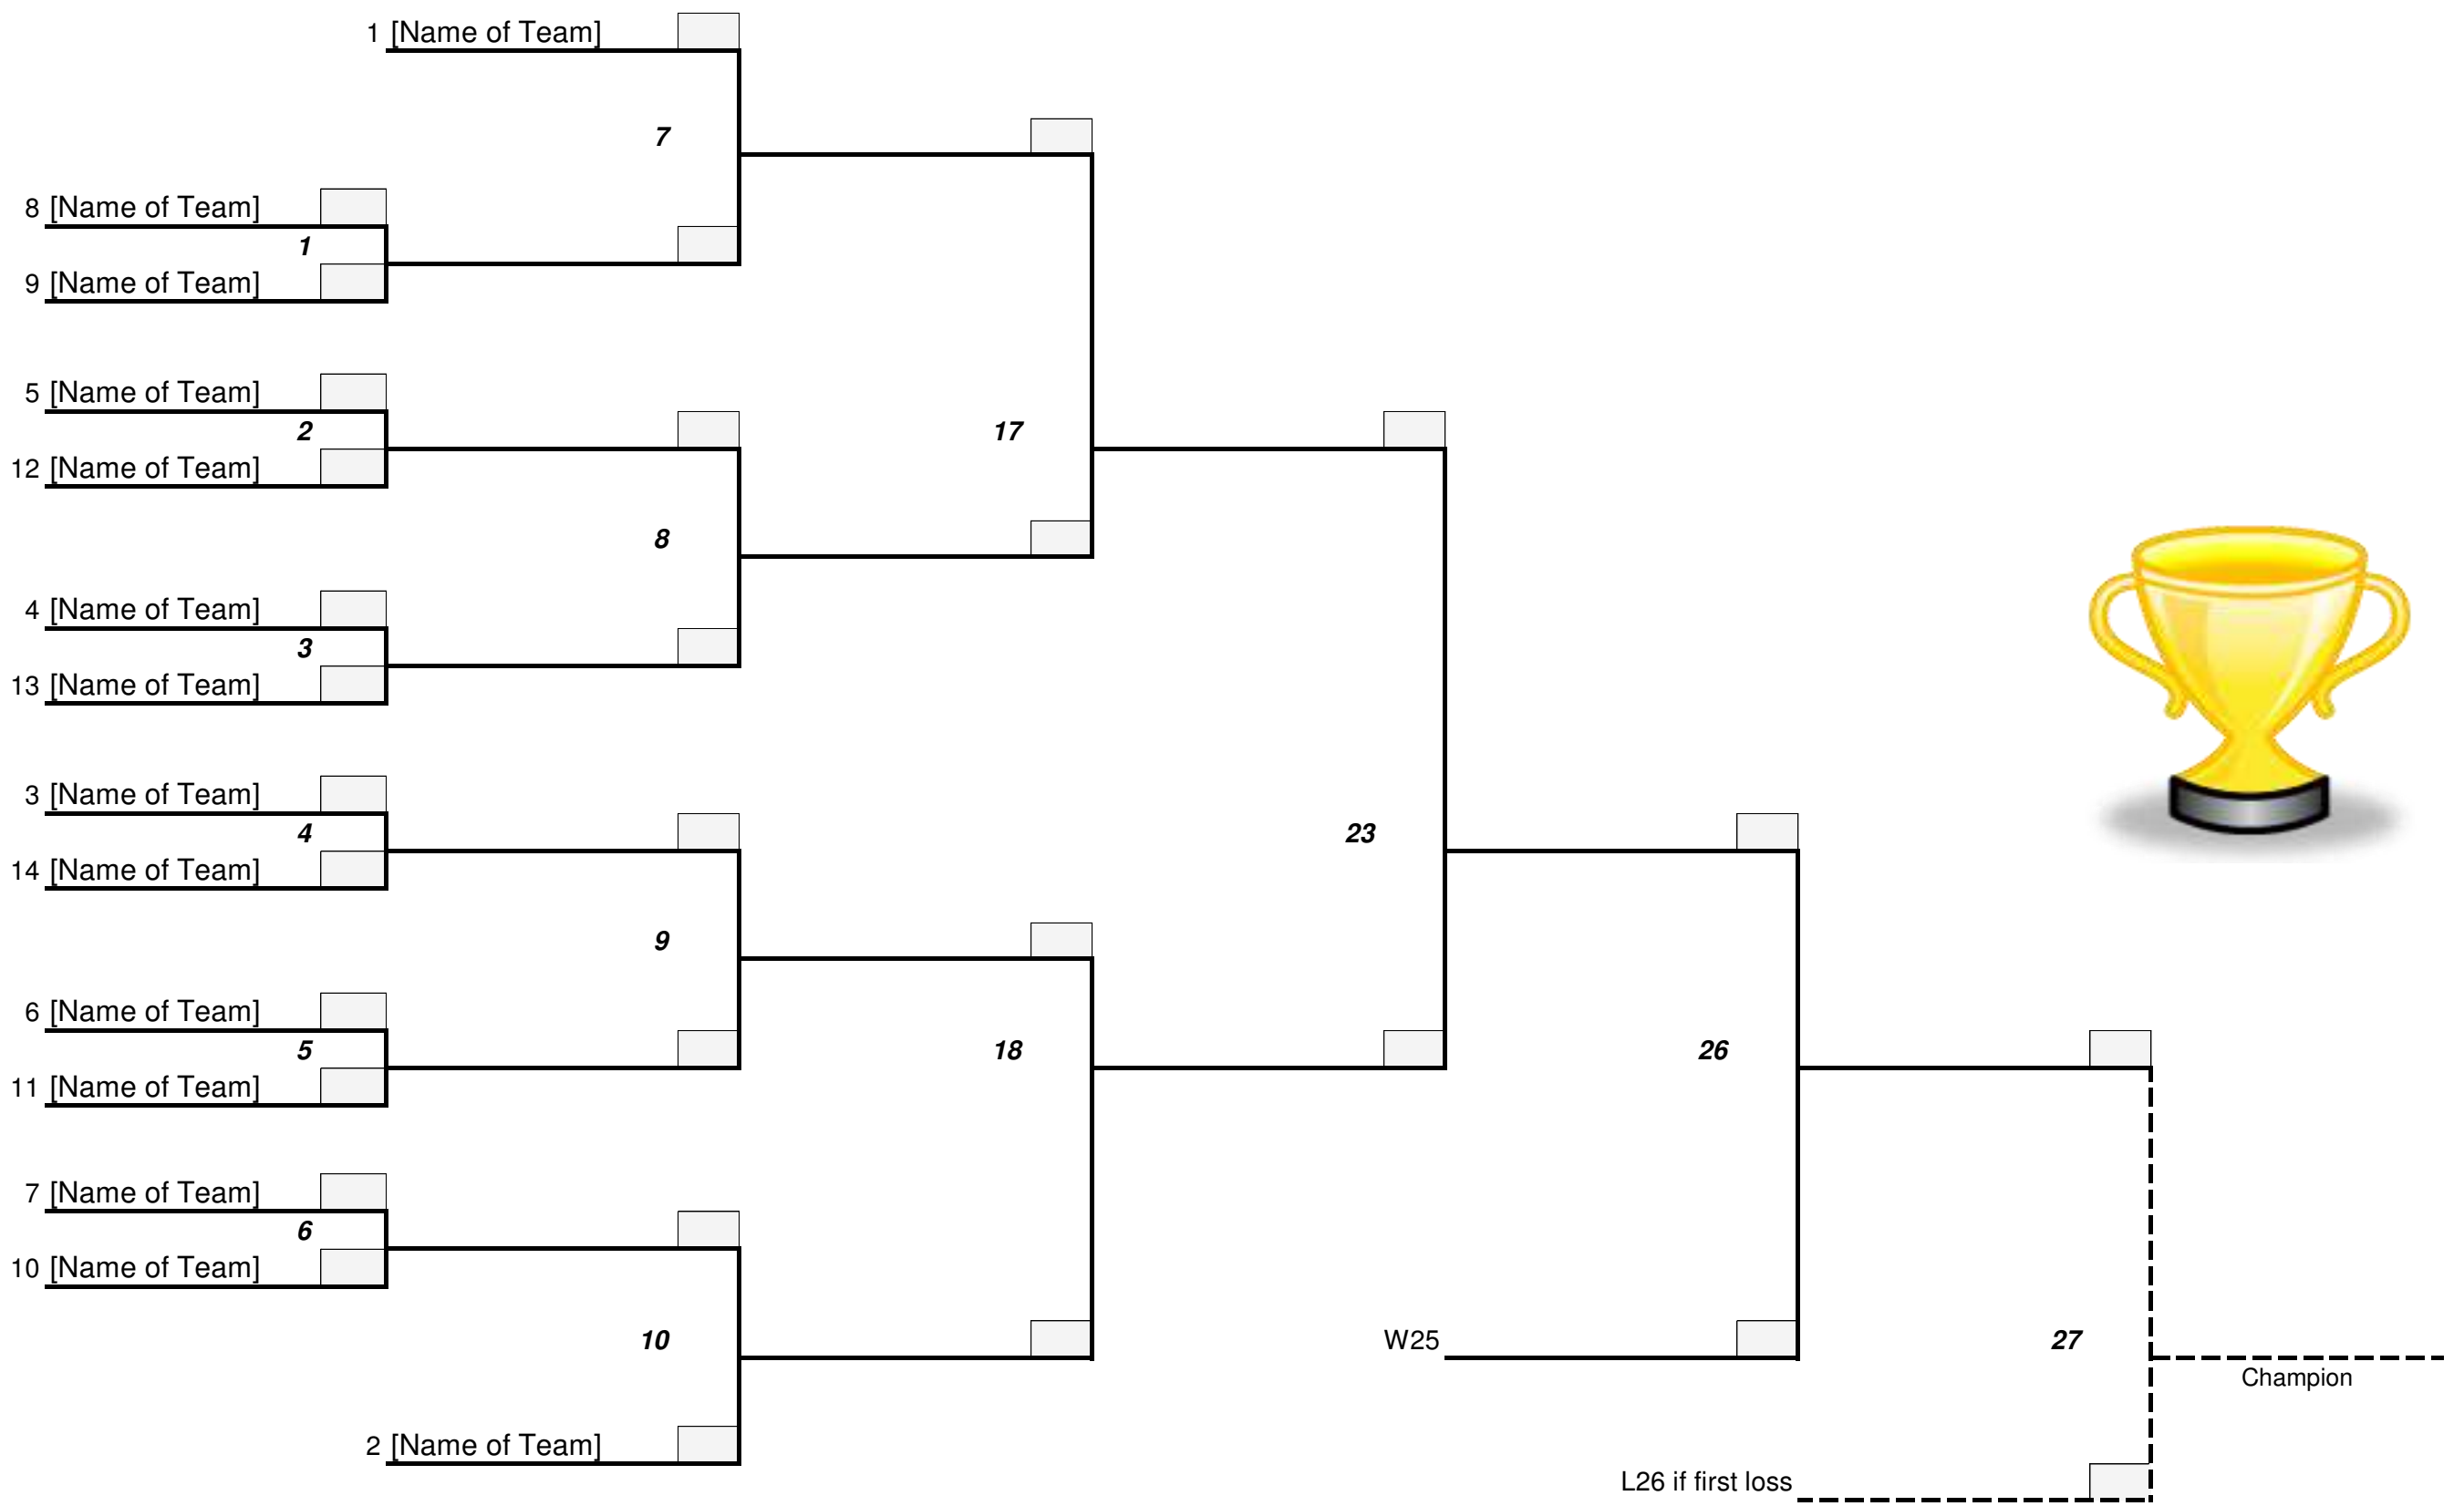 1 [Name of Team]
7
8 [Name of Team]
1
9 [Name of Team]
5 [Name of Team]
2
17
12 [Name of Team]
8
4 [Name of Team]
3
13 [Name of Team]
3 [Name of Team]
4
23
14 [Name of Team]
9
6 [Name of Team]
5
18
26
11 [Name of Team]
7 [Name of Team]
6
10 [Name of Team]
10
W25
27
Champion
2 [Name of Team]
L26 if first loss